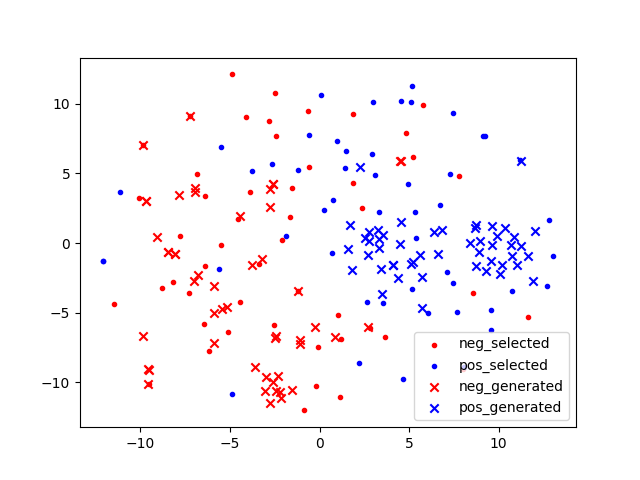 10
5
0
−5
−10
neg_selected
pos_selected
neg_generated
pos_generated
−10 −5 0 5 10